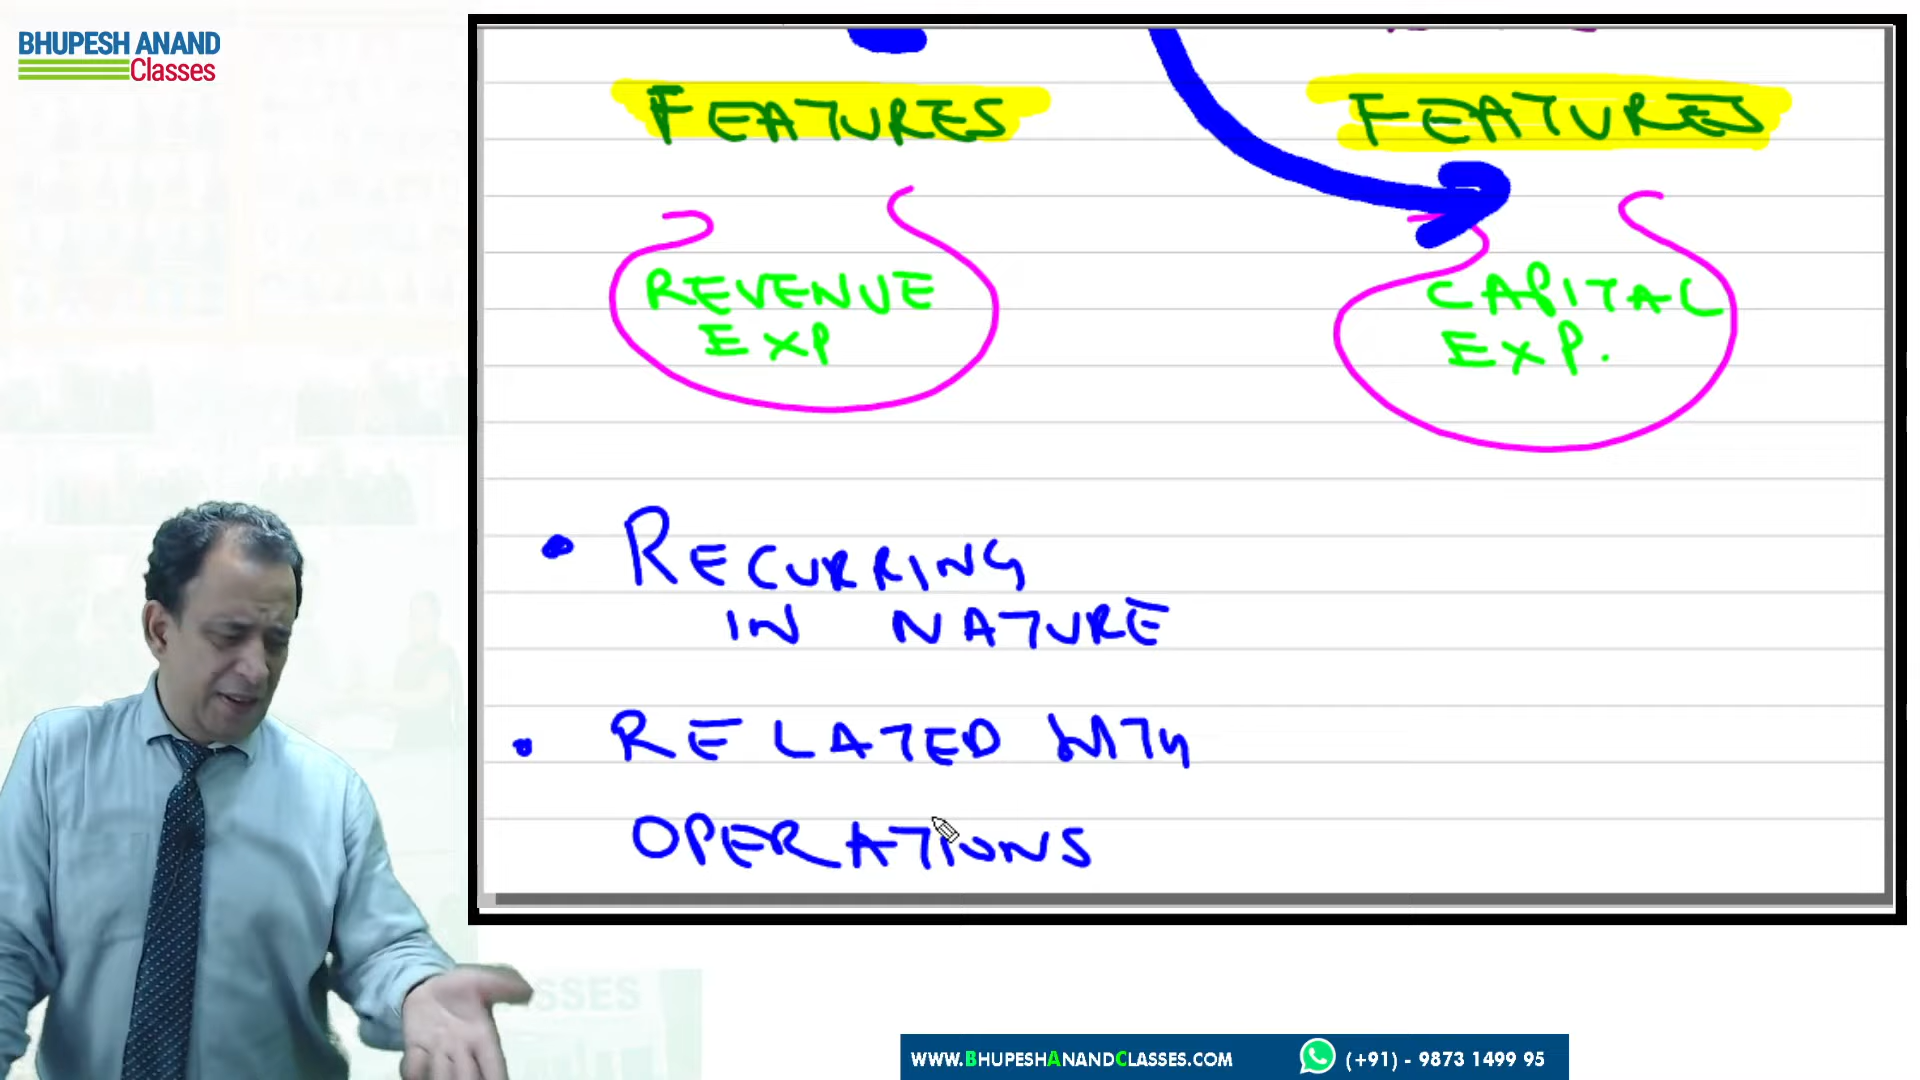 BHUPESH ANAND
Classes
FEATURES
FEATURES
REVENUE
EXP
CAPITAL
EXP.
• RECURRING
IN NATURE
• RELATED WITH
OPERATIONS
WWW.BHUPESHANANDCLASSES.COM
(+91) - 9873 1499 95